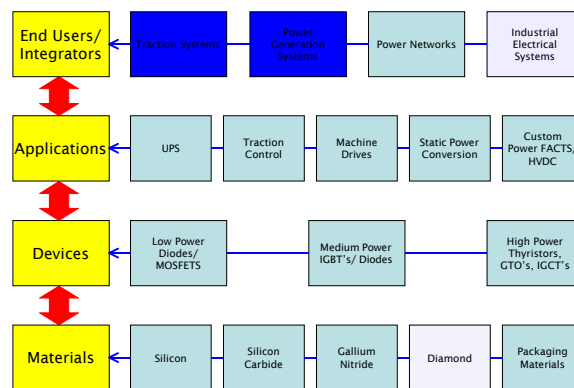 End Users/
Integrators
Traction Systems
Power
Generation
Systems
Power Networks
Industrial
Electrical
Systems
Applications
UPS
Traction
Control
Machine
Drives
Static Power
Conversion
Custom
Power FACTS/
HVDC
Devices
Low Power
Diodes/
MOSFETS
Medium Power
IGBT's/ Diodes
High Power
Thyristors,
GTO's, IGCT's
Materials
Silicon
Silicon
Carbide
Gallium
Nitride
Diamond
Packaging
Materials